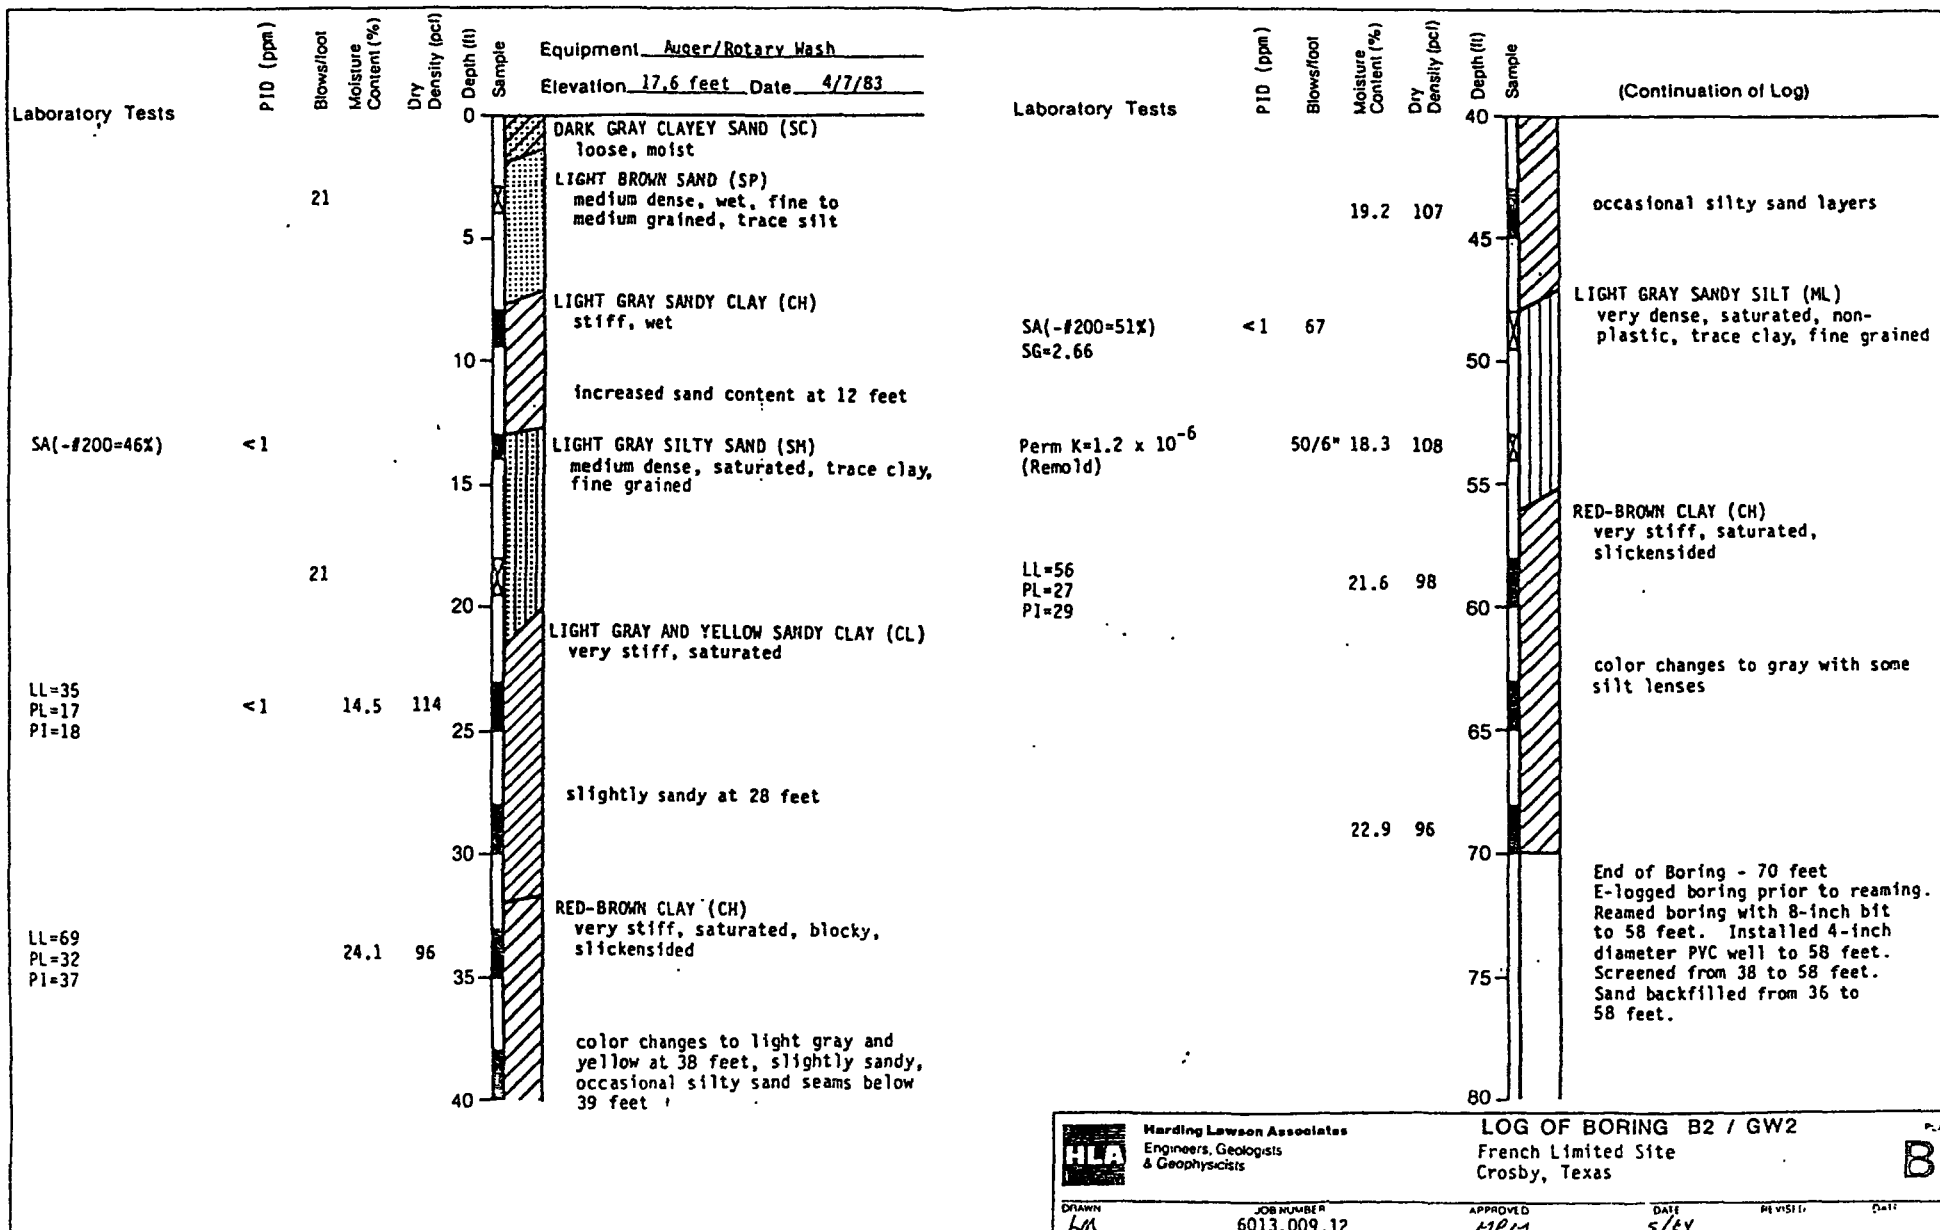 Equipment Auger/Rotary Wash
Elevation 17.6 feet Date 4/7/83
Laboratory Tests
PID (ppm)
Blows/foot
Moisture Content (%)
Dry Density (pcf)
Depth (ft)
Sample
0
DARK GRAY CLAYEY SAND (SC)
loose, moist
LIGHT BROWN SAND (SP)
21
medium dense, wet, fine to
medium grained, trace silt
5
LIGHT GRAY SANDY CLAY (CH)
stiff, wet
10
increased sand content at 12 feet
SA(-#200=46%) <1
LIGHT GRAY SILTY SAND (SM)
medium dense, saturated, trace clay,
fine grained
15
21
20
LIGHT GRAY AND YELLOW SANDY CLAY (CL)
very stiff, saturated
LL=35
PL=17 <1 14.5 114
PI=18
25
slightly sandy at 28 feet
30
RED-BROWN CLAY (CH)
very stiff, saturated, blocky,
slickensided
LL=69
PL=32 24.1 96
PI=37
35
color changes to light gray and
yellow at 38 feet, slightly sandy,
occasional silty sand seams below
39 feet
40
Laboratory Tests
PID (ppm)
Blows/foot
Moisture Content (%)
Dry Density (pcf)
Depth (ft)
Sample
(Continuation of Log)
40
occasional silty sand layers
19.2 107
45
LIGHT GRAY SANDY SILT (ML)
very dense, saturated, non-
plastic, trace clay, fine grained
SA(-#200=51%) <1 67
SG=2.66
50
Perm K=1.2 x 10-6 50/6" 18.3 108
(Remold)
55
RED-BROWN CLAY (CH)
very stiff, saturated,
slickensided
LL=56
PL=27 21.6 98
PI=29
60
color changes to gray with some
silt lenses
65
22.9 96
70
End of Boring - 70 feet
E-logged boring prior to reaming.
Reamed boring with 8-inch bit
to 58 feet. Installed 4-inch
diameter PVC well to 58 feet.
Screened from 38 to 58 feet.
Sand backfilled from 36 to
58 feet.
75
80
HLA
Harding Lawson Associates
Engineers, Geologists
& Geophysicists
LOG OF BORING B2 / GW2
French Limited Site
Crosby, Texas
B
DRAWN
JOB NUMBER
6013,009.12
APPROVED
DATE
REVISED
DATE